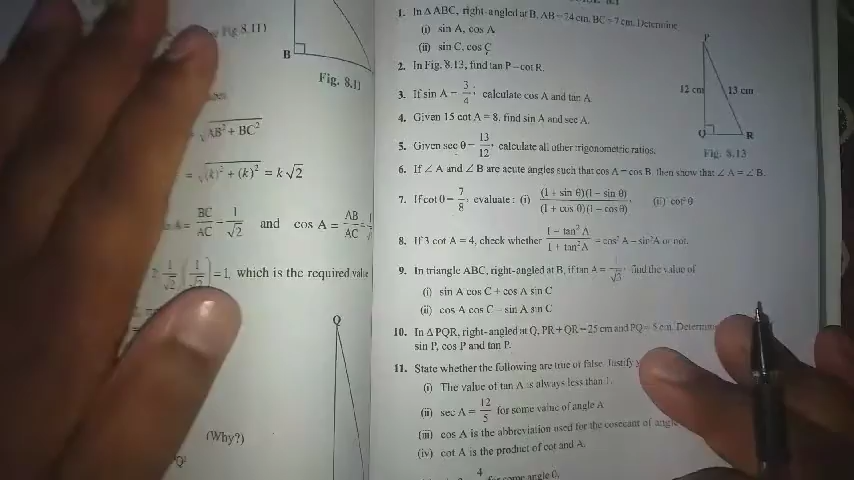 Fig 8.11)
B
Fig. 8.11
√AB² + BC²
= √(k)² + (k)² = k√2
A = BC/AC = 1/√2 and cos A = AB/AC =
2 (1/√2) (1/√2) = 1, which is the required value
Q
(Why?)
1. In Δ ABC, right-angled at B, AB = 24 cm, BC = 7 cm. Determine
(i) sin A, cos A
(ii) sin C, cos C
2. In Fig. 8.13, find tan P – cot R.
3. If sin A = 3/4, calculate cos A and tan A.
4. Given 15 cot A = 8, find sin A and sec A.
5. Given sec θ = 13/12, calculate all other trigonometric ratios.
6. If ∠ A and ∠ B are acute angles such that cos A = cos B, then show that ∠ A = ∠ B.
7. If cot θ = 7/8, evaluate : (i) (1 + sin θ)(1 – sin θ)/(1 + cos θ)(1 – cos θ), (ii) cot² θ
8. If 3 cot A = 4, check whether 1 – tan² A/1 + tan² A = cos² A – sin² A or not.
9. In triangle ABC, right-angled at B, if tan A = 1/√3, find the value of
(i) sin A cos C + cos A sin C
(ii) cos A cos C – sin A sin C
10. In Δ PQR, right-angled at Q, PR + QR = 25 cm and PQ = 5 cm. Determine
sin P, cos P and tan P.
11. State whether the following are true or false. Justify
(i) The value of tan A is always less than 1.
(ii) sec A = 12/5 for some value of angle A
(iii) cos A is the abbreviation used for the cosecant of angle
(iv) cot A is the product of cot and A.
4 for some angle θ.
P
12 cm
13 cm
Q
R
Fig. 8.13